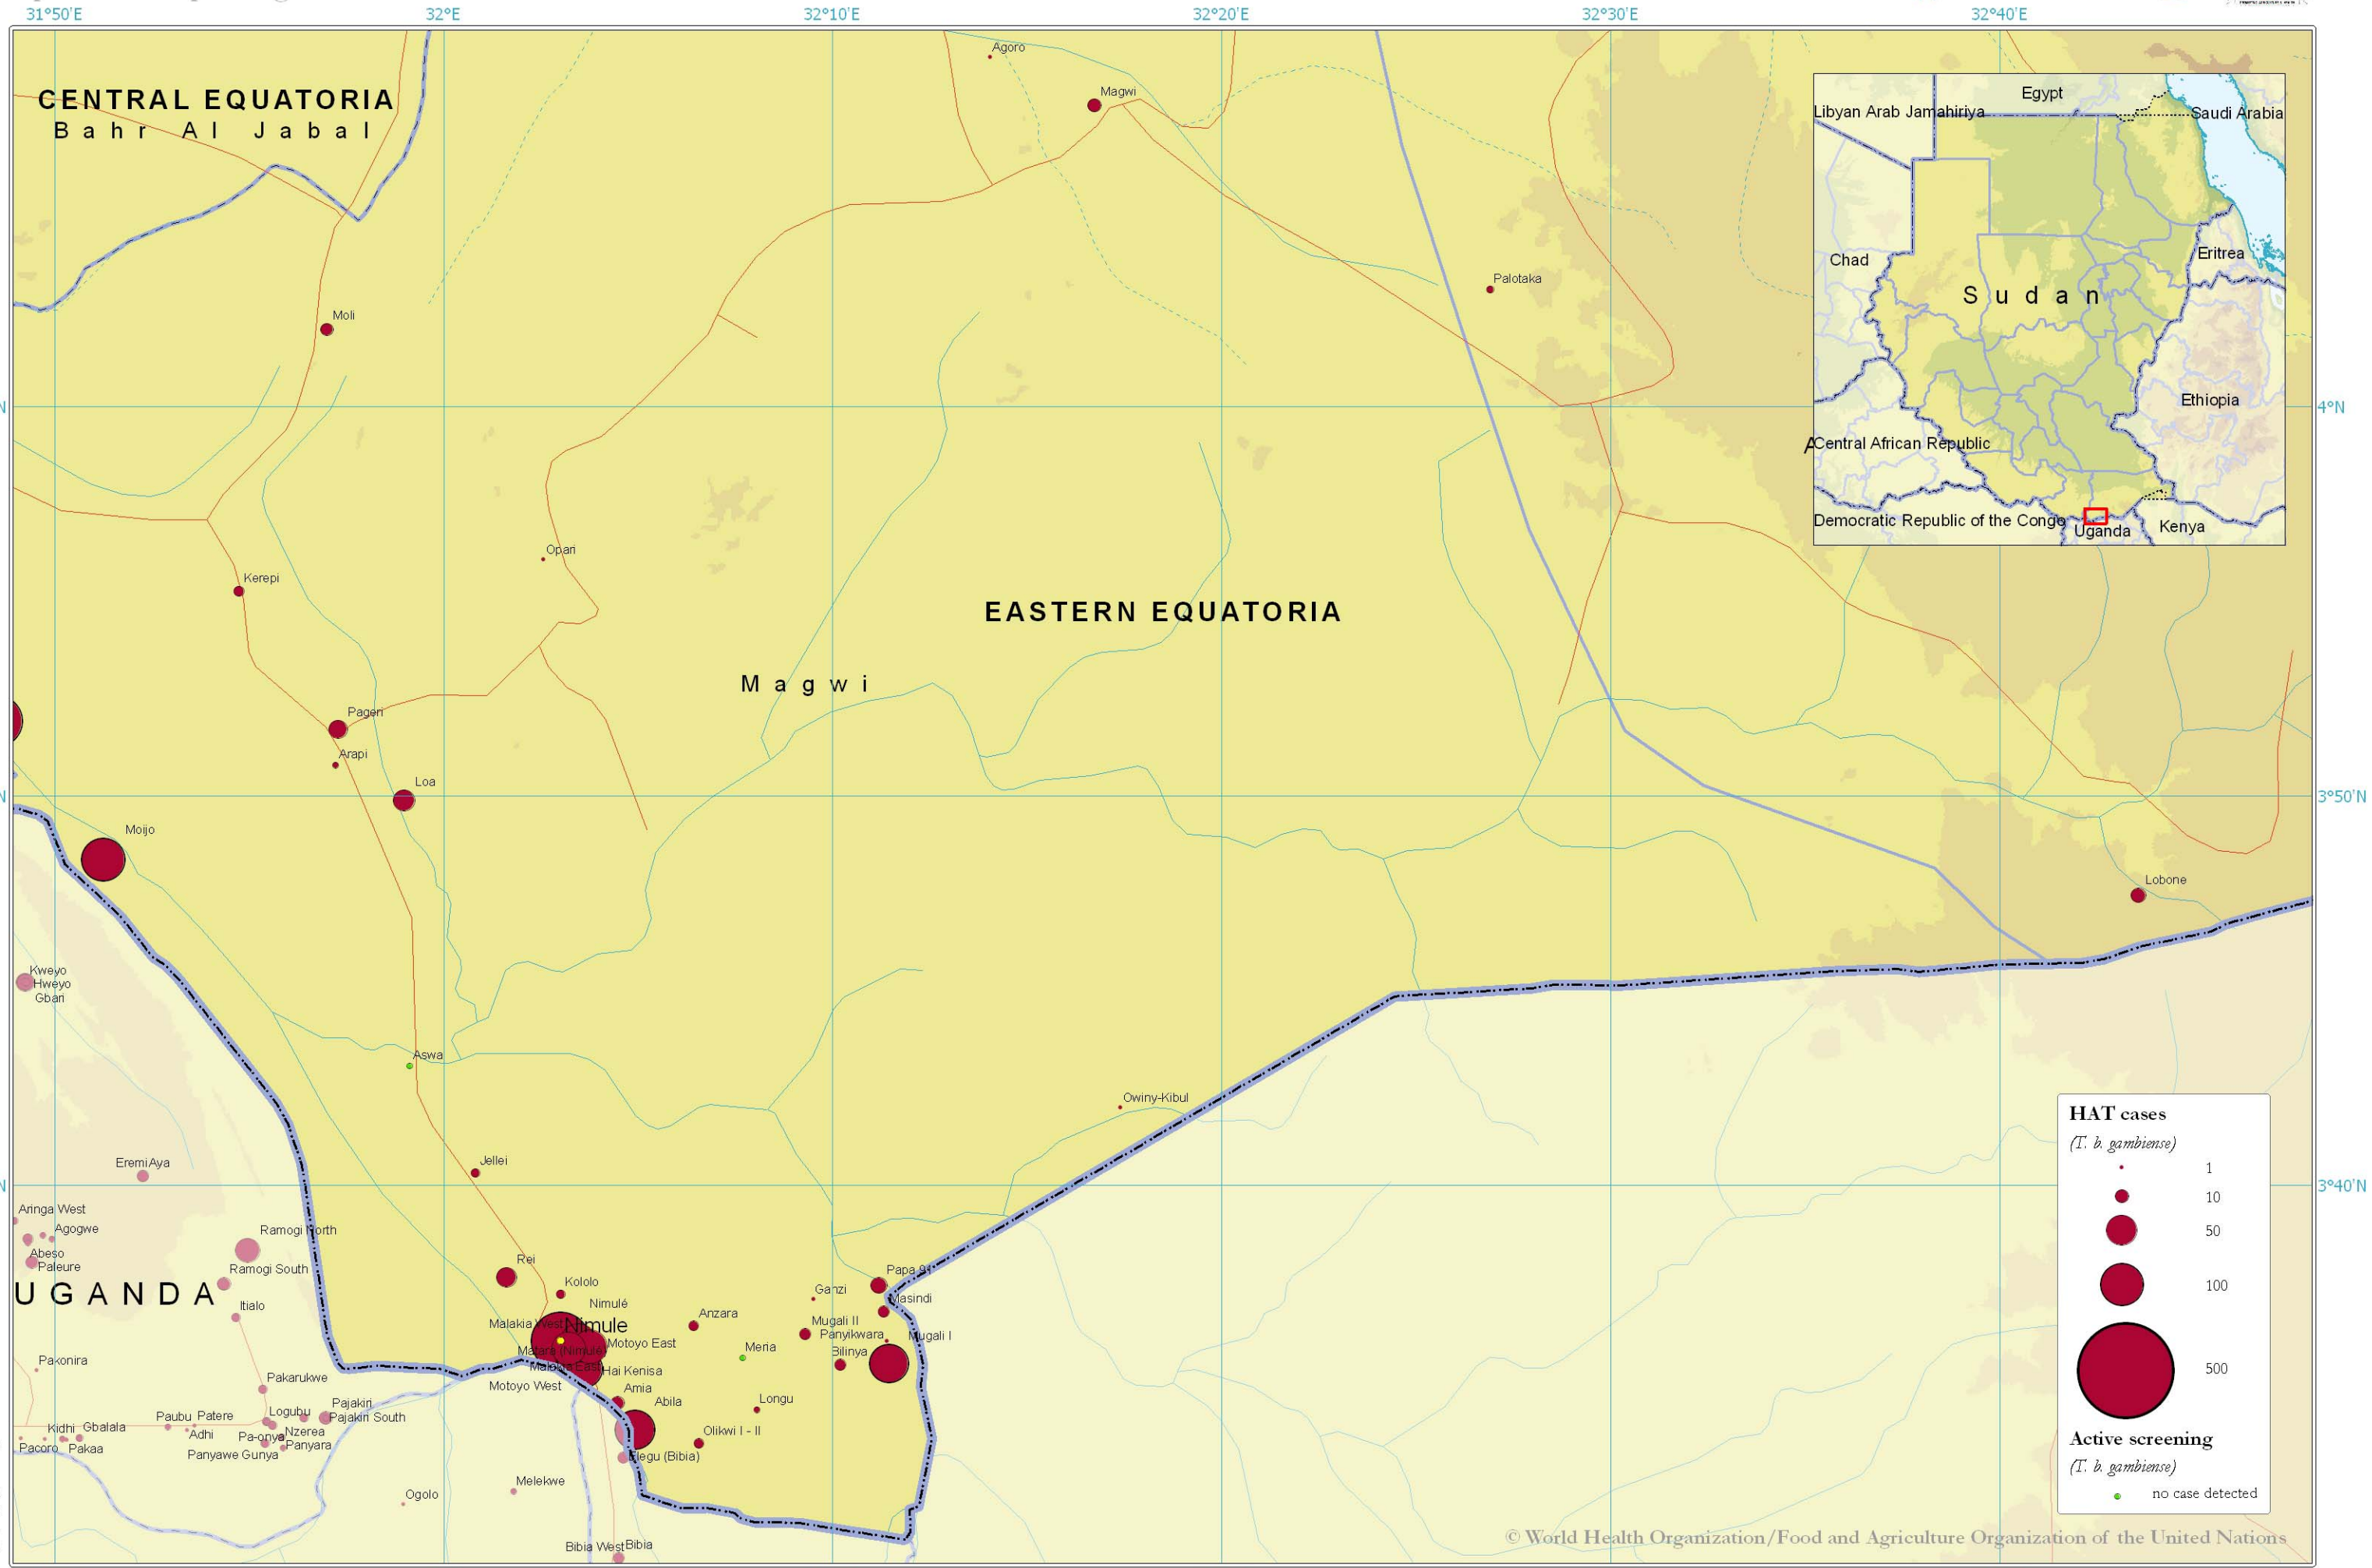 31°50'E
32°E
32°10'E
32°20'E
32°30'E
32°40'E
Agoro
CENTRAL EQUATORIA
Bahr Al Jabal
Magwi
Egypt
Libyan Arab Jamahiriya
Saudi Arabia
Chad
Eritrea
Sudan
Palotaka
Moli
4°N
Ethiopia
Central African Republic
Democratic Republic of the Congo
Uganda
Kenya
Opari
Kerepi
EASTERN EQUATORIA
Magwi
Pageri
Arapi
Loa
3°50'N
Moijo
Lobone
Kweyo
Hweyo
Gbari
Aswa
Owiny-Kibul
EremiAya
Jellei
3°40'N
Aringa West
Agogwe
Abeso
Paleure
Ramogi North
Ramogi South
UGANDA
Itialo
Rei
Kololo
Nimulé
Malakia West
Nimule
Motoyo East
Matara (Nimule)
Malakia East
Hai Kenisa
Motoyo West
Amia
Abila
Anzara
Meria
Longu
Olikwi I - II
Elegu (Bibia)
Ganzi
Papa 91
Masindi
Mugali II
Panyikwara
Mugali I
Bilinya
Pakonira
Pakarukwe
Pajakiri
Pajakiri South
Logubu
Paubu
Patere
Adhi
Pa-onya
Nzerea
Panyara
Panyawe Gunya
Kidhi
Gbalala
Pacoro
Pakaa
Ogolo
Melekwe
Bibia West
Bibia
HAT cases
(T. b. gambiense)
1
10
50
100
500
Active screening
(T. b. gambiense)
no case detected
© World Health Organization/Food and Agriculture Organization of the United Nations